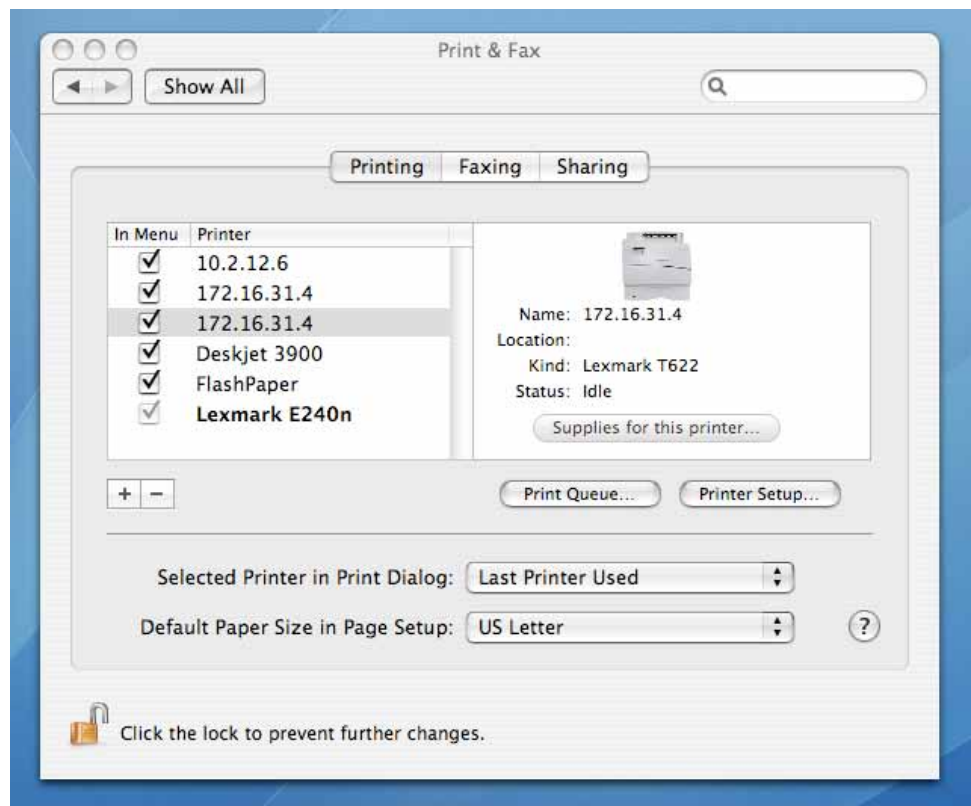 Print & Fax
Show All
Printing Faxing Sharing
In Menu Printer
10.2.12.6
172.16.31.4
172.16.31.4
Deskjet 3900
FlashPaper
Lexmark E240n
Name: 172.16.31.4
Location:
Kind: Lexmark T622
Status: Idle
Supplies for this printer...
+ −
Print Queue... Printer Setup...
Selected Printer in Print Dialog: Last Printer Used
Default Paper Size in Page Setup: US Letter ?
Click the lock to prevent further changes.